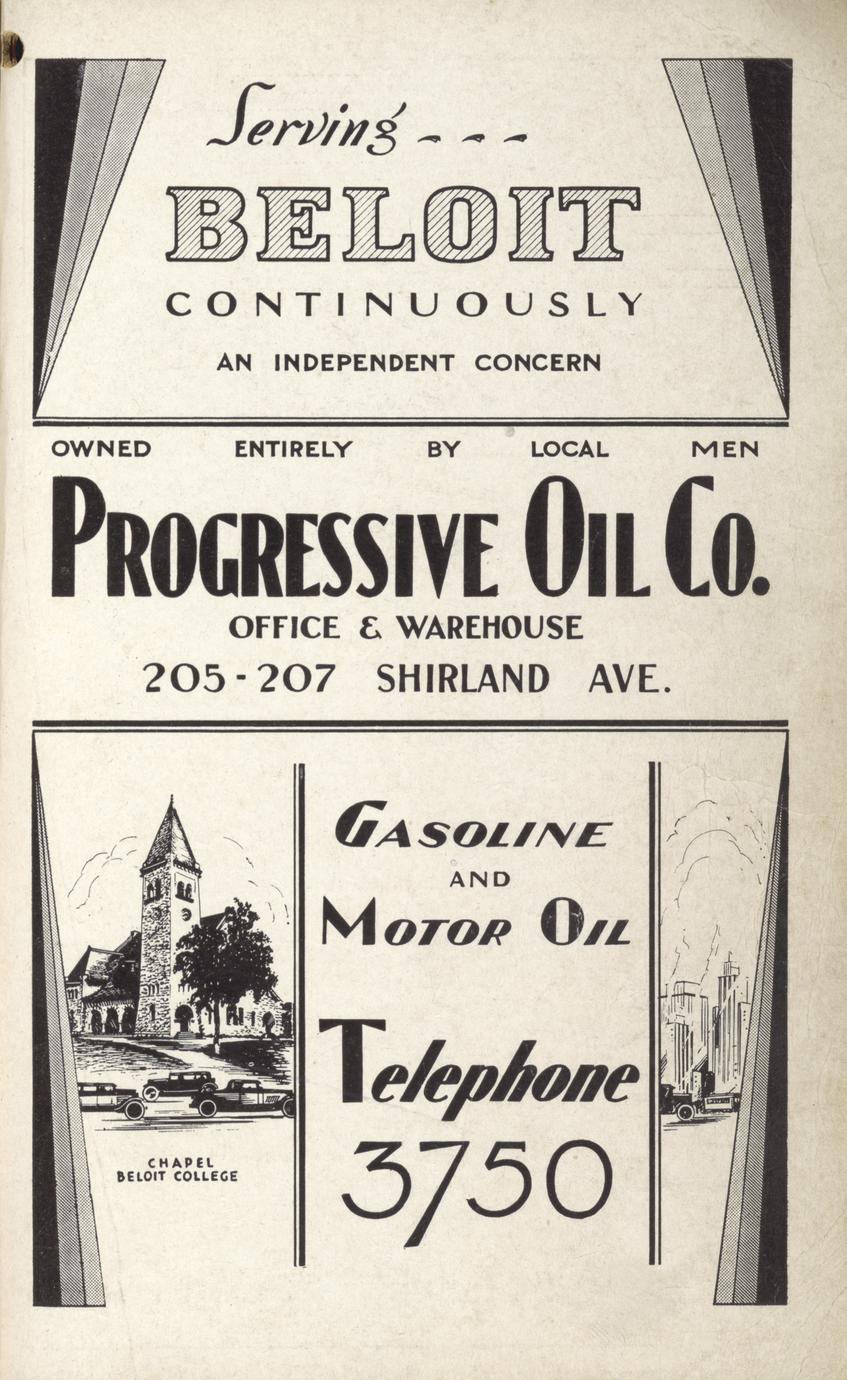 Serving - - -
BELOIT
CONTINUOUSLY
AN INDEPENDENT CONCERN
OWNED ENTIRELY BY LOCAL MEN
PROGRESSIVE OIL CO.
OFFICE & WAREHOUSE
205-207 SHIRLAND AVE.
GASOLINE
AND
MOTOR OIL
Telephone
3750
CHAPEL
BELOIT COLLEGE